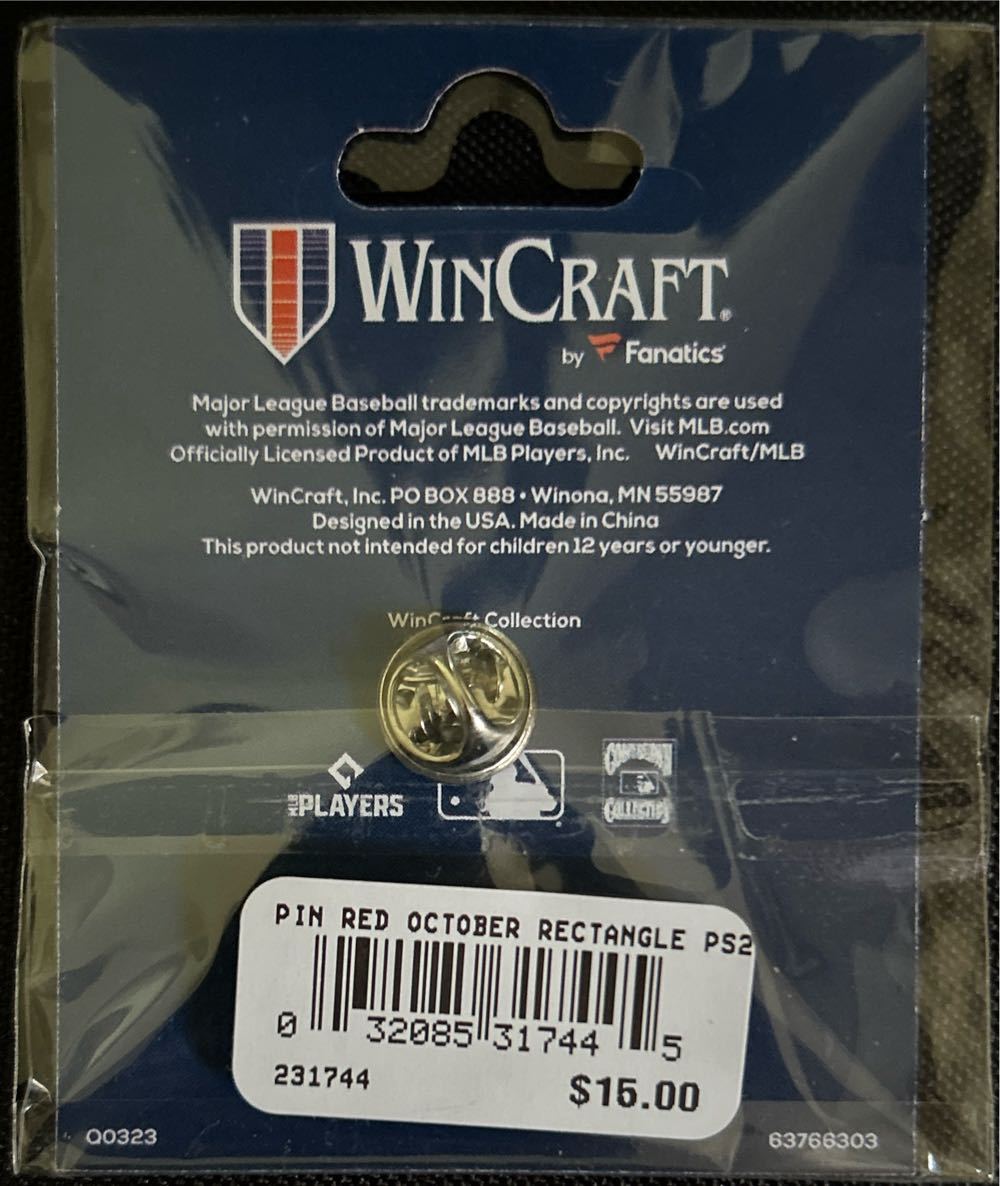 WINCRAFT®
by Fanatics
Major League Baseball trademarks and copyrights are used
with permission of Major League Baseball. Visit MLB.com
Officially Licensed Product of MLB Players, Inc. WinCraft/MLB
WinCraft, Inc. PO BOX 888 • Winona, MN 55987
Designed in the USA. Made in China
This product not intended for children 12 years or younger.
WinCraft Collection
MLB PLAYERS
COLLECTION
PIN RED OCTOBER RECTANGLE PS2
0 32085 31744 5
231744 $15.00
Q0323 63766303